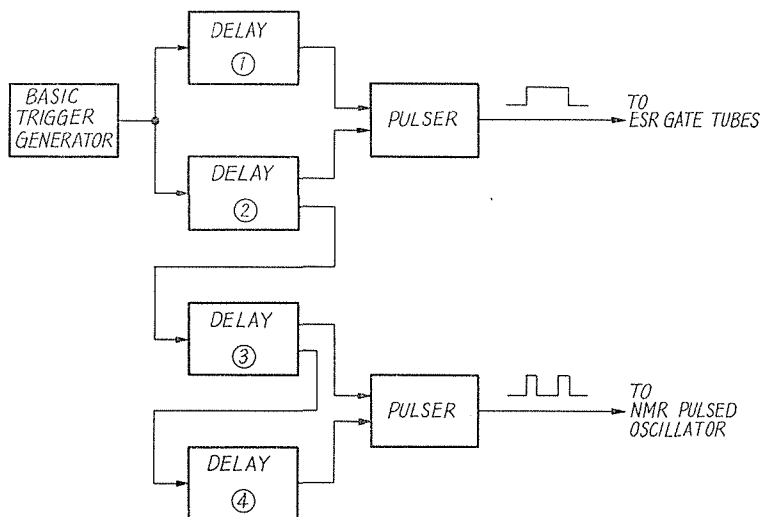 DELAY
①
BASIC
TRIGGER
GENERATOR
PULSER
TO
ESR GATE TUBES
DELAY
②
DELAY
③
PULSER
TO
NMR PULSED
OSCILLATOR
DELAY
④